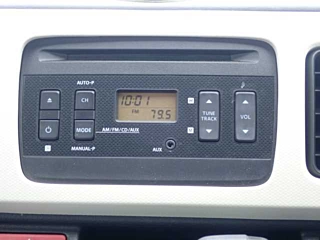 AUTO-P
CH
10:01
FM 79.5
TUNE
TRACK
VOL
MODE
AM/FM/CD/AUX
MANUAL-P
AUX